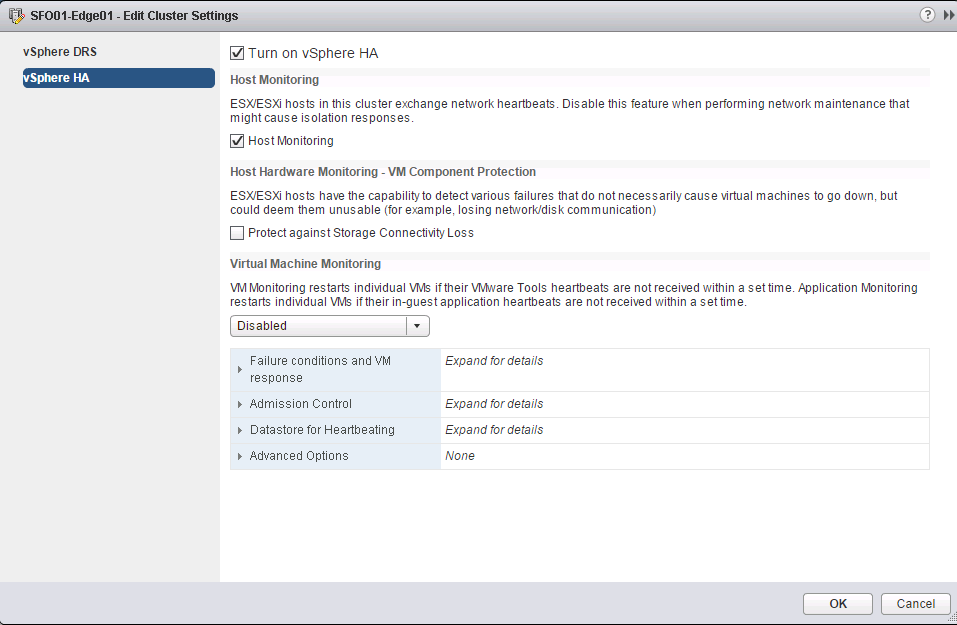 SFO01-Edge01 - Edit Cluster Settings
?
vSphere DRS
vSphere HA
Turn on vSphere HA
Host Monitoring
ESX/ESXi hosts in this cluster exchange network heartbeats. Disable this feature when performing network maintenance that
might cause isolation responses.
Host Monitoring
Host Hardware Monitoring - VM Component Protection
ESX/ESXi hosts have the capability to detect various failures that do not necessarily cause virtual machines to go down, but
could deem them unusable (for example, losing network/disk communication)
Protect against Storage Connectivity Loss
Virtual Machine Monitoring
VM Monitoring restarts individual VMs if their VMware Tools heartbeats are not received within a set time. Application Monitoring
restarts individual VMs if their in-guest application heartbeats are not received within a set time.
Disabled
Failure conditions and VM
response
Expand for details
Admission Control
Expand for details
Datastore for Heartbeating
Expand for details
Advanced Options
None
OK
Cancel